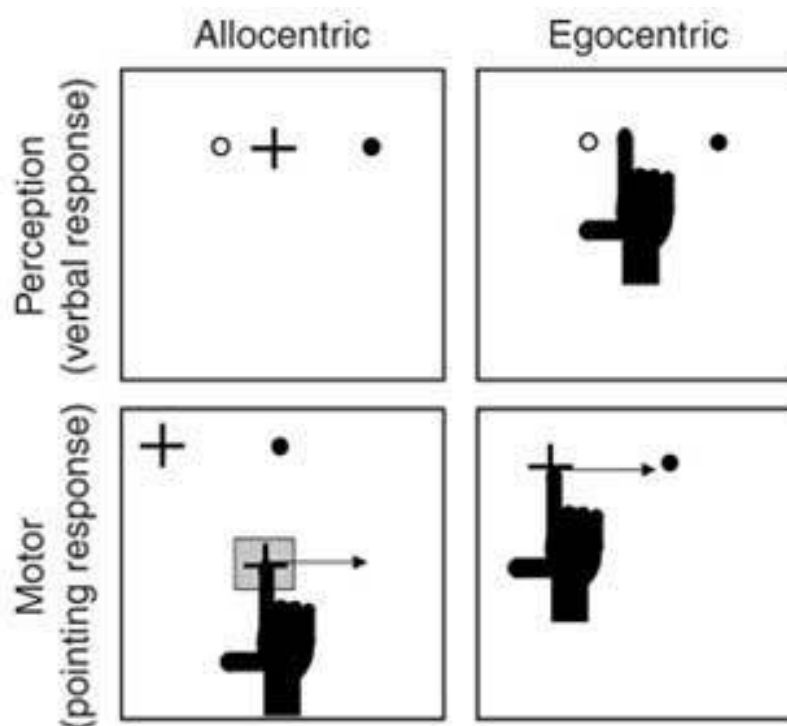 Allocentric
Egocentric
Perception
(verbal response)
Motor
(pointing response)